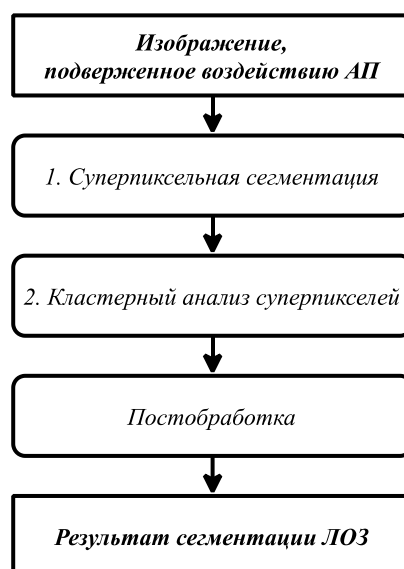 Изображение,
подверженное воздействию АП
1. Суперпиксельная сегментация
2. Кластерный анализ суперпикселей
Постобработка
Результат сегментации ЛОЗ